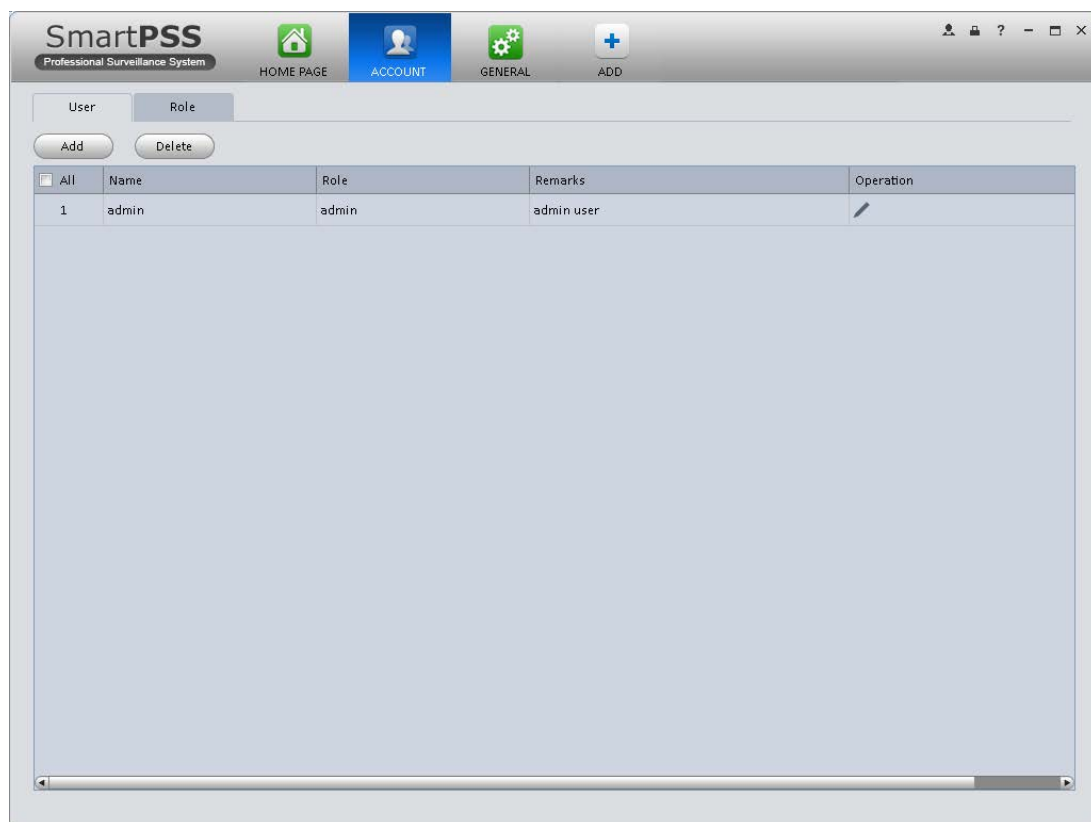 SmartPSS
Professional Surveillance System
HOME PAGE
ACCOUNT
GENERAL
ADD
?
User
Role
Add
Delete
All
Name
Role
Remarks
Operation
1
admin
admin
admin user